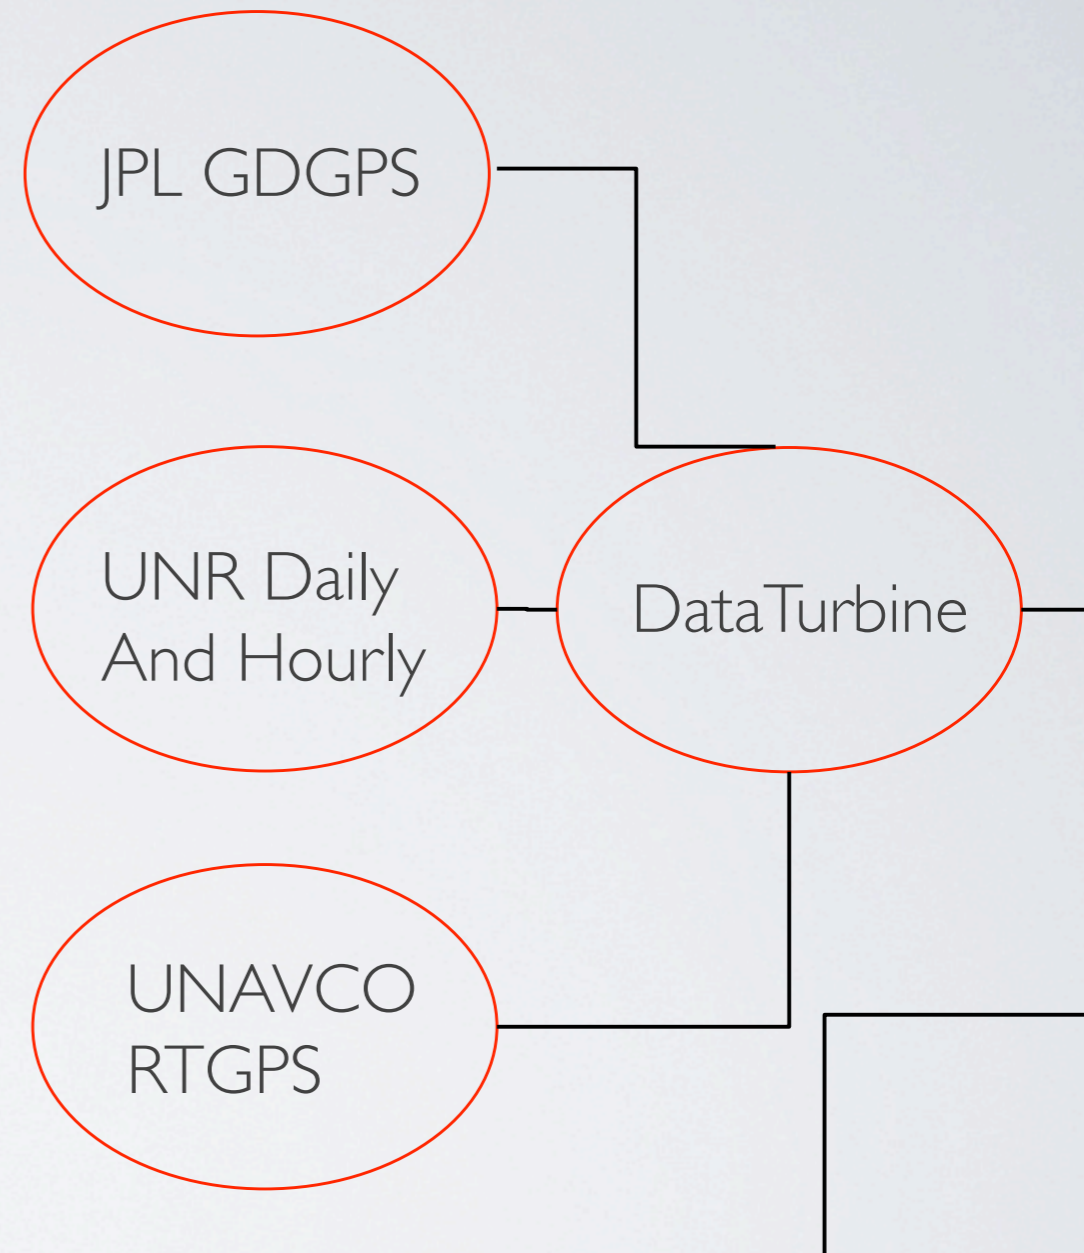 JPL GDGPS
UNR Daily
And Hourly
DataTurbine
UNAVCO
RTGPS